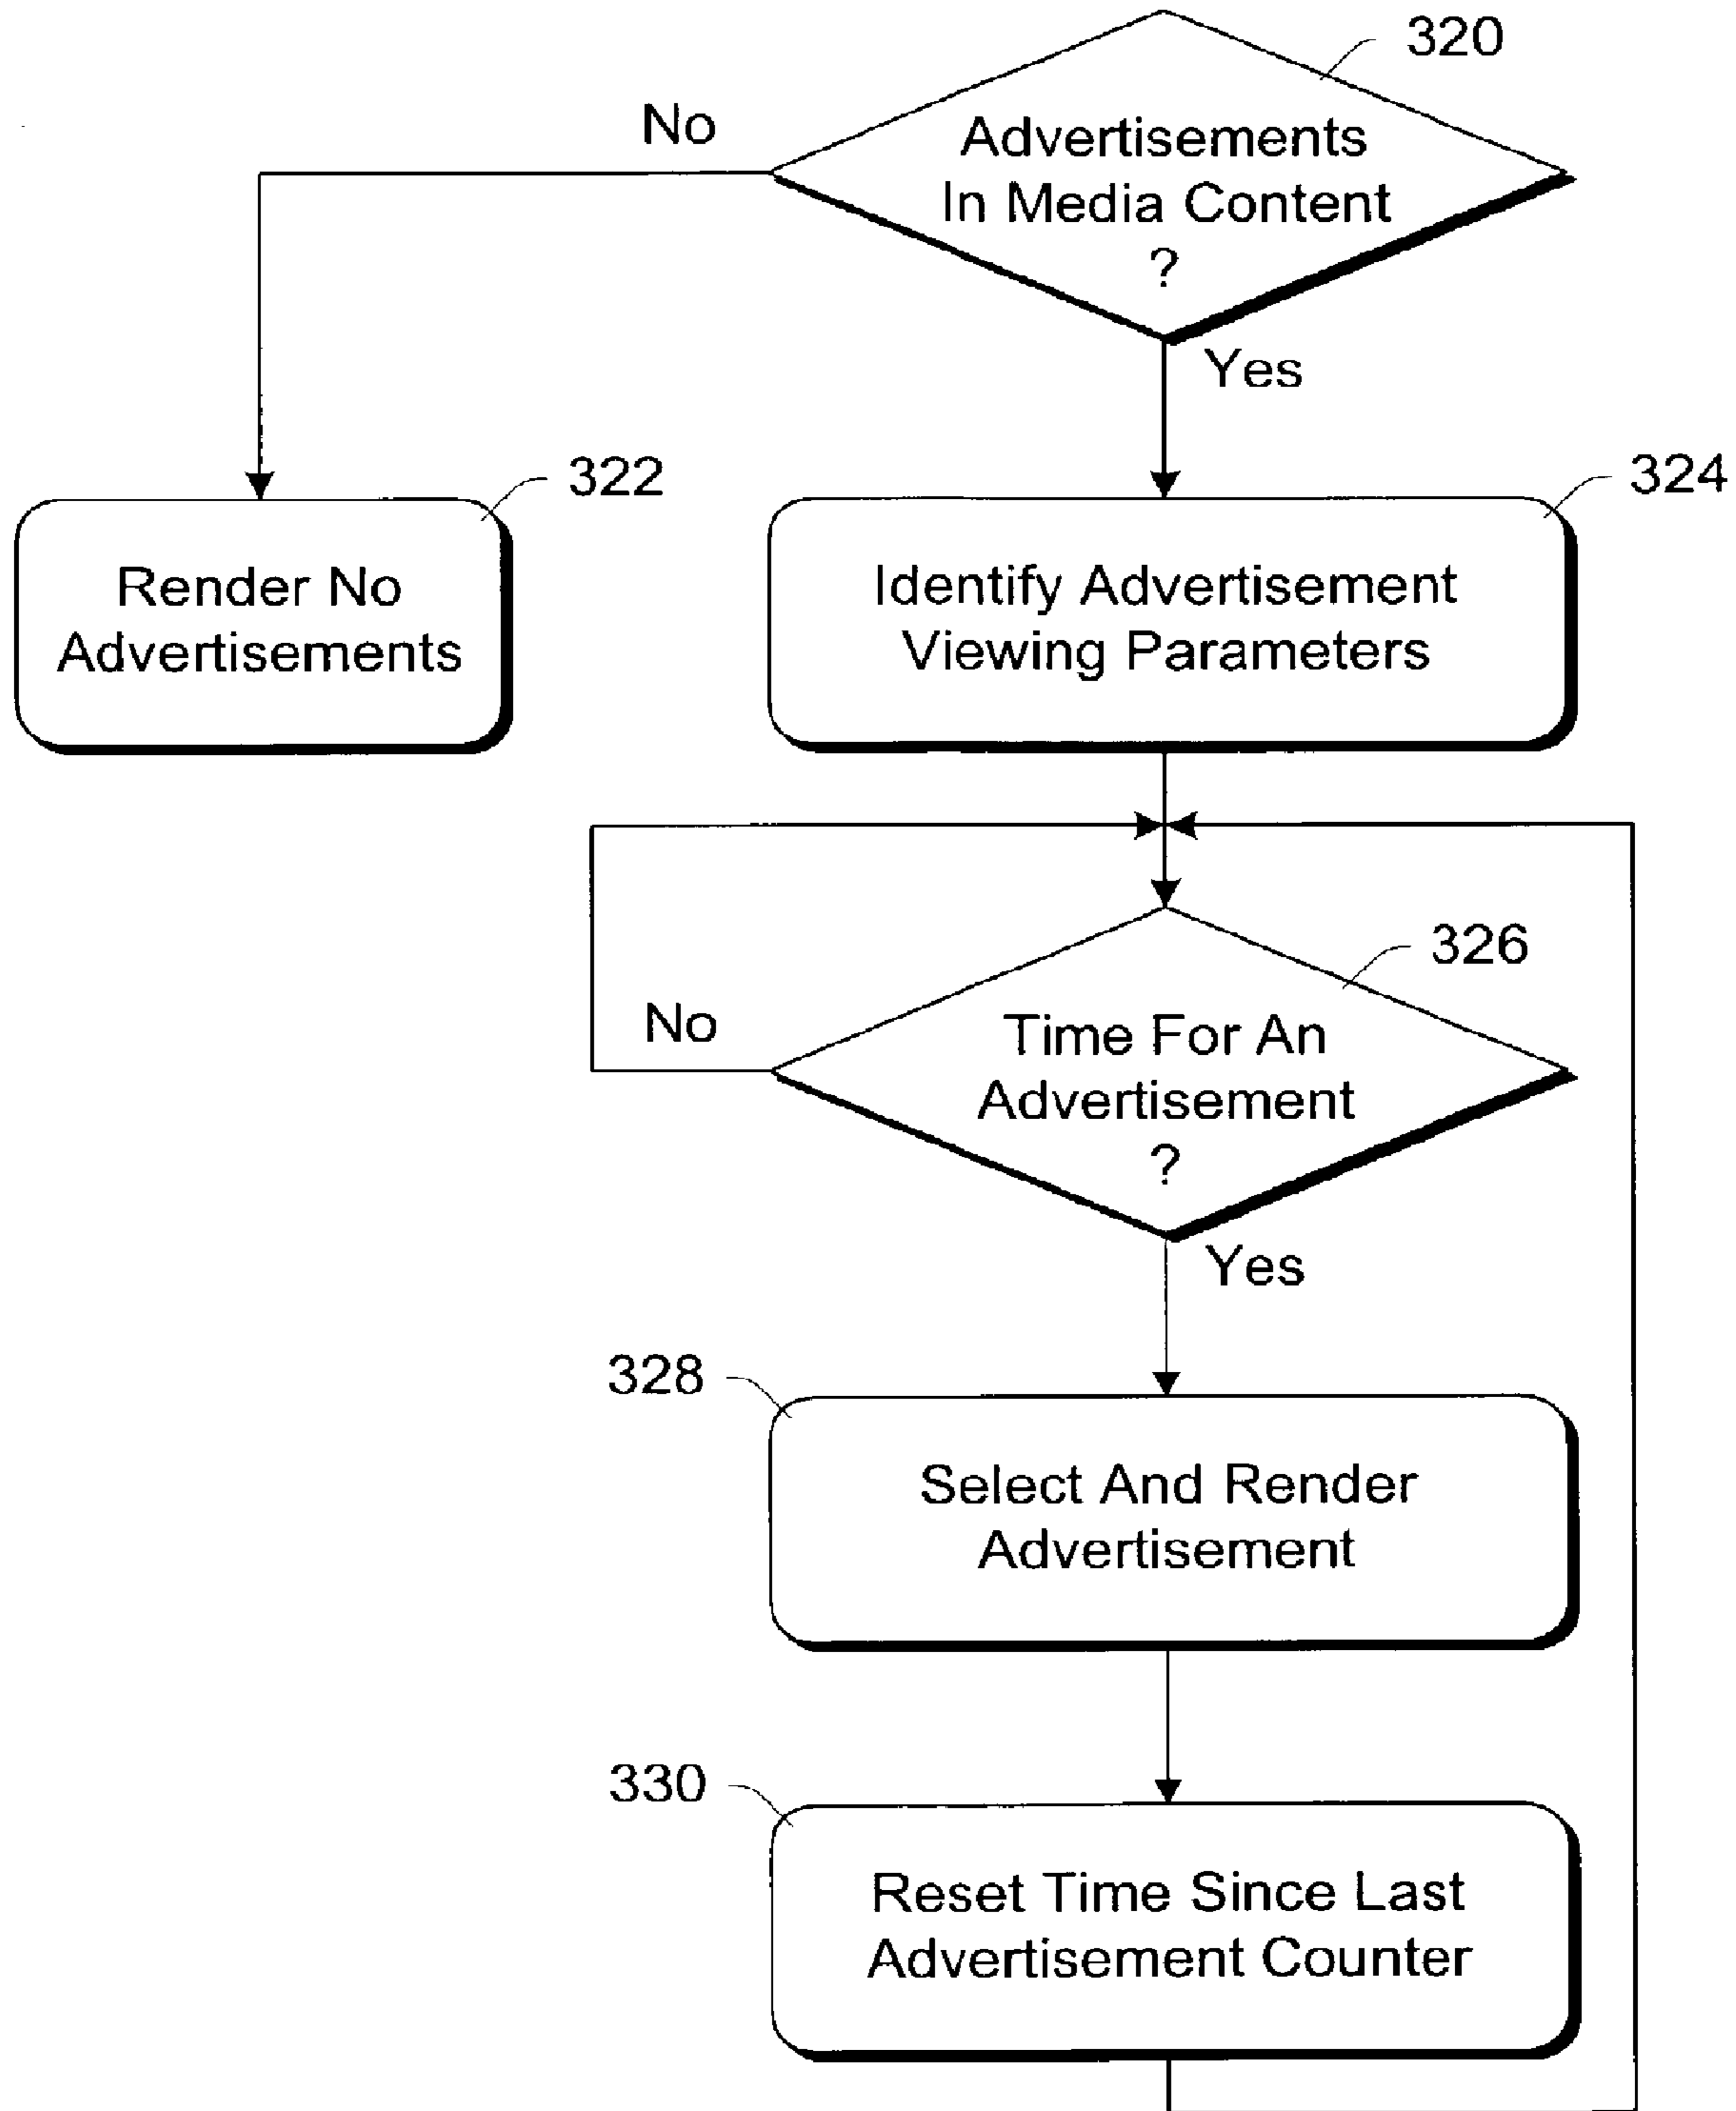 320
No
Advertisements
In Media Content
?
Yes
322
324
Render No
Advertisements
Identify Advertisement
Viewing Parameters
326
No
Time For An
Advertisement
?
Yes
328
Select And Render
Advertisement
330
Reset Time Since Last
Advertisement Counter